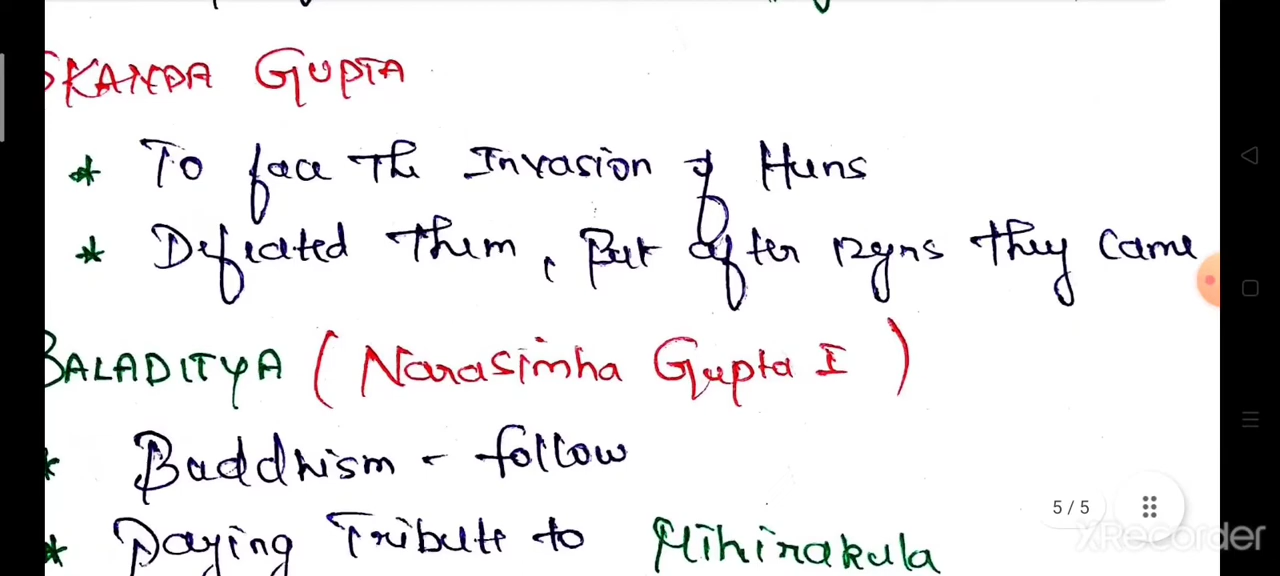 SKANDA GUPTA
* To face The Invasion of Huns
* Defeated Them, But after 12yrs they Came
BALADITYA (Narasimha Gupta I)
* Buddhism - follow
* Paying Tribute to Mihirakula
5 / 5
XRecorder